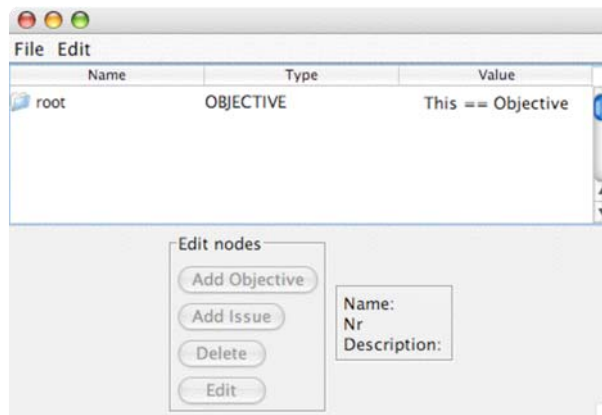 File Edit
Name Type Value
root OBJECTIVE This == Objective
Edit nodes
Add Objective
Add Issue
Delete
Edit
Name:
Nr
Description: